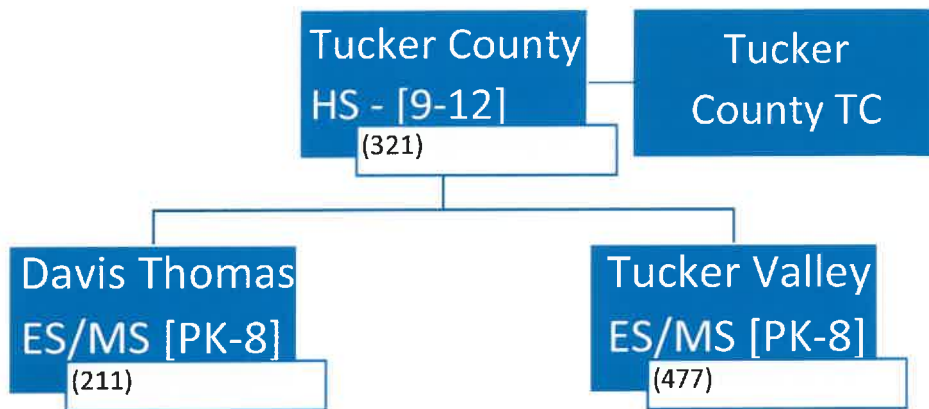 Tucker County
HS - [9-12]
(321)
Tucker
County TC
Davis Thomas
ES/MS [PK-8]
(211)
Tucker Valley
ES/MS [PK-8]
(477)